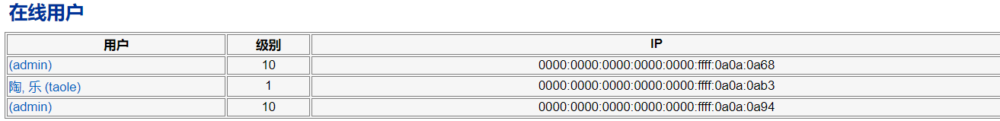 在线用户
用户 级别 IP
(admin) 10 0000:0000:0000:0000:0000:ffff:0a0a:0a68
陶, 乐 (taole) 1 0000:0000:0000:0000:0000:ffff:0a0a:0ab3
(admin) 10 0000:0000:0000:0000:0000:ffff:0a0a:0a94